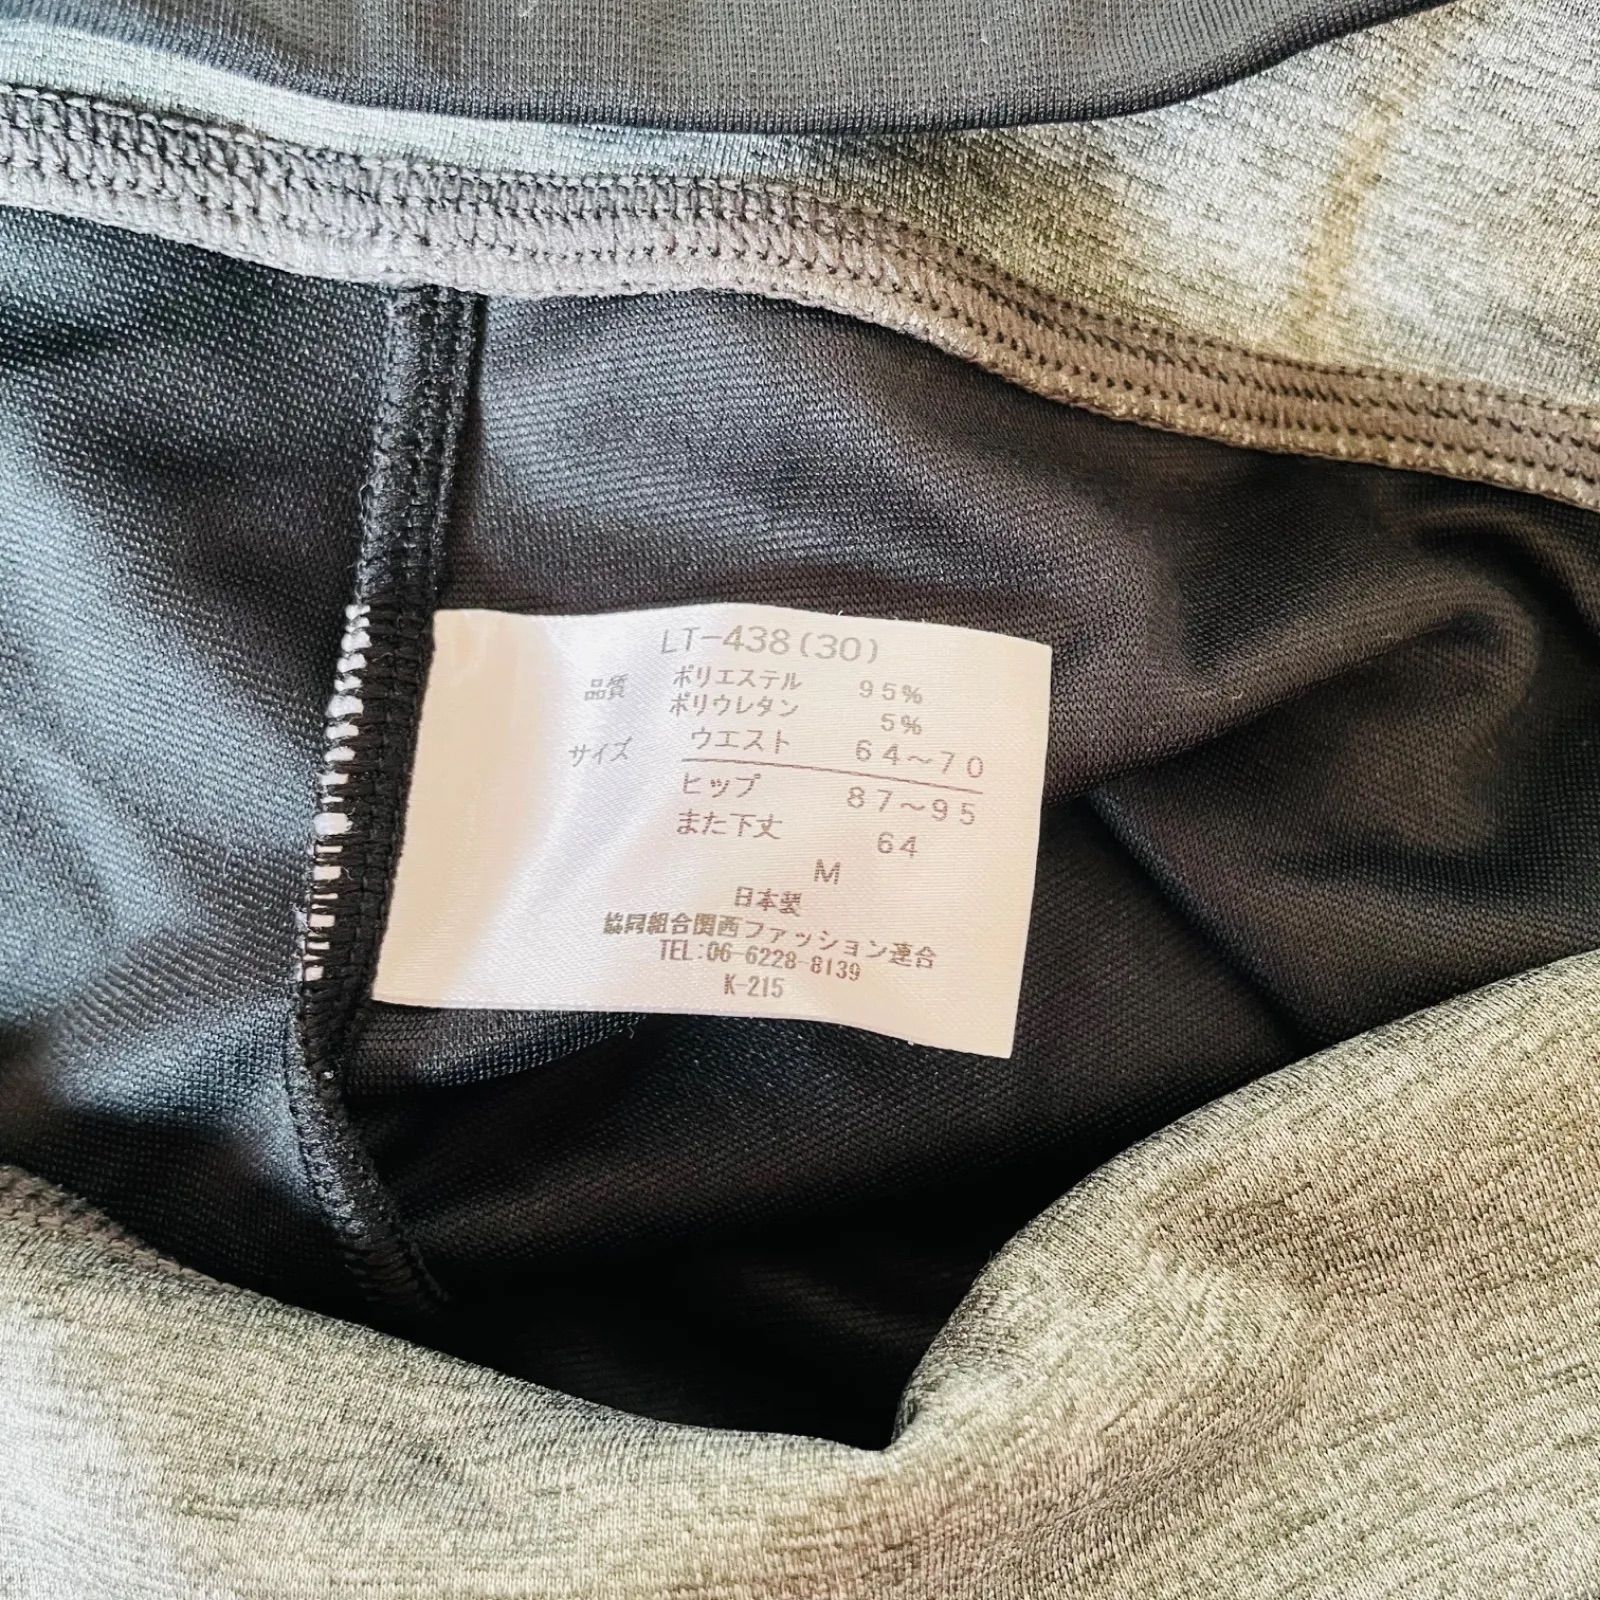 LT-438(30)
品質 ポリエステル 95%
ポリウレタン 5%
サイズ ウエスト 64～70
ヒップ 87～95
また下丈 64
M
日本製
協同組合関西ファッション連合
TEL:06-6228-8139
K-215